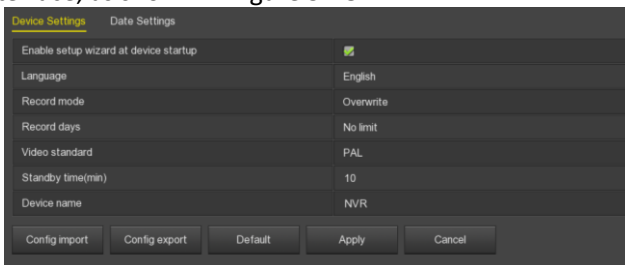 Device Settings Date Settings
Enable setup wizard at device startup
Language English
Record mode Overwrite
Record days No limit
Video standard PAL
Standby time(min) 10
Device name NVR
Config import Config export Default Apply Cancel